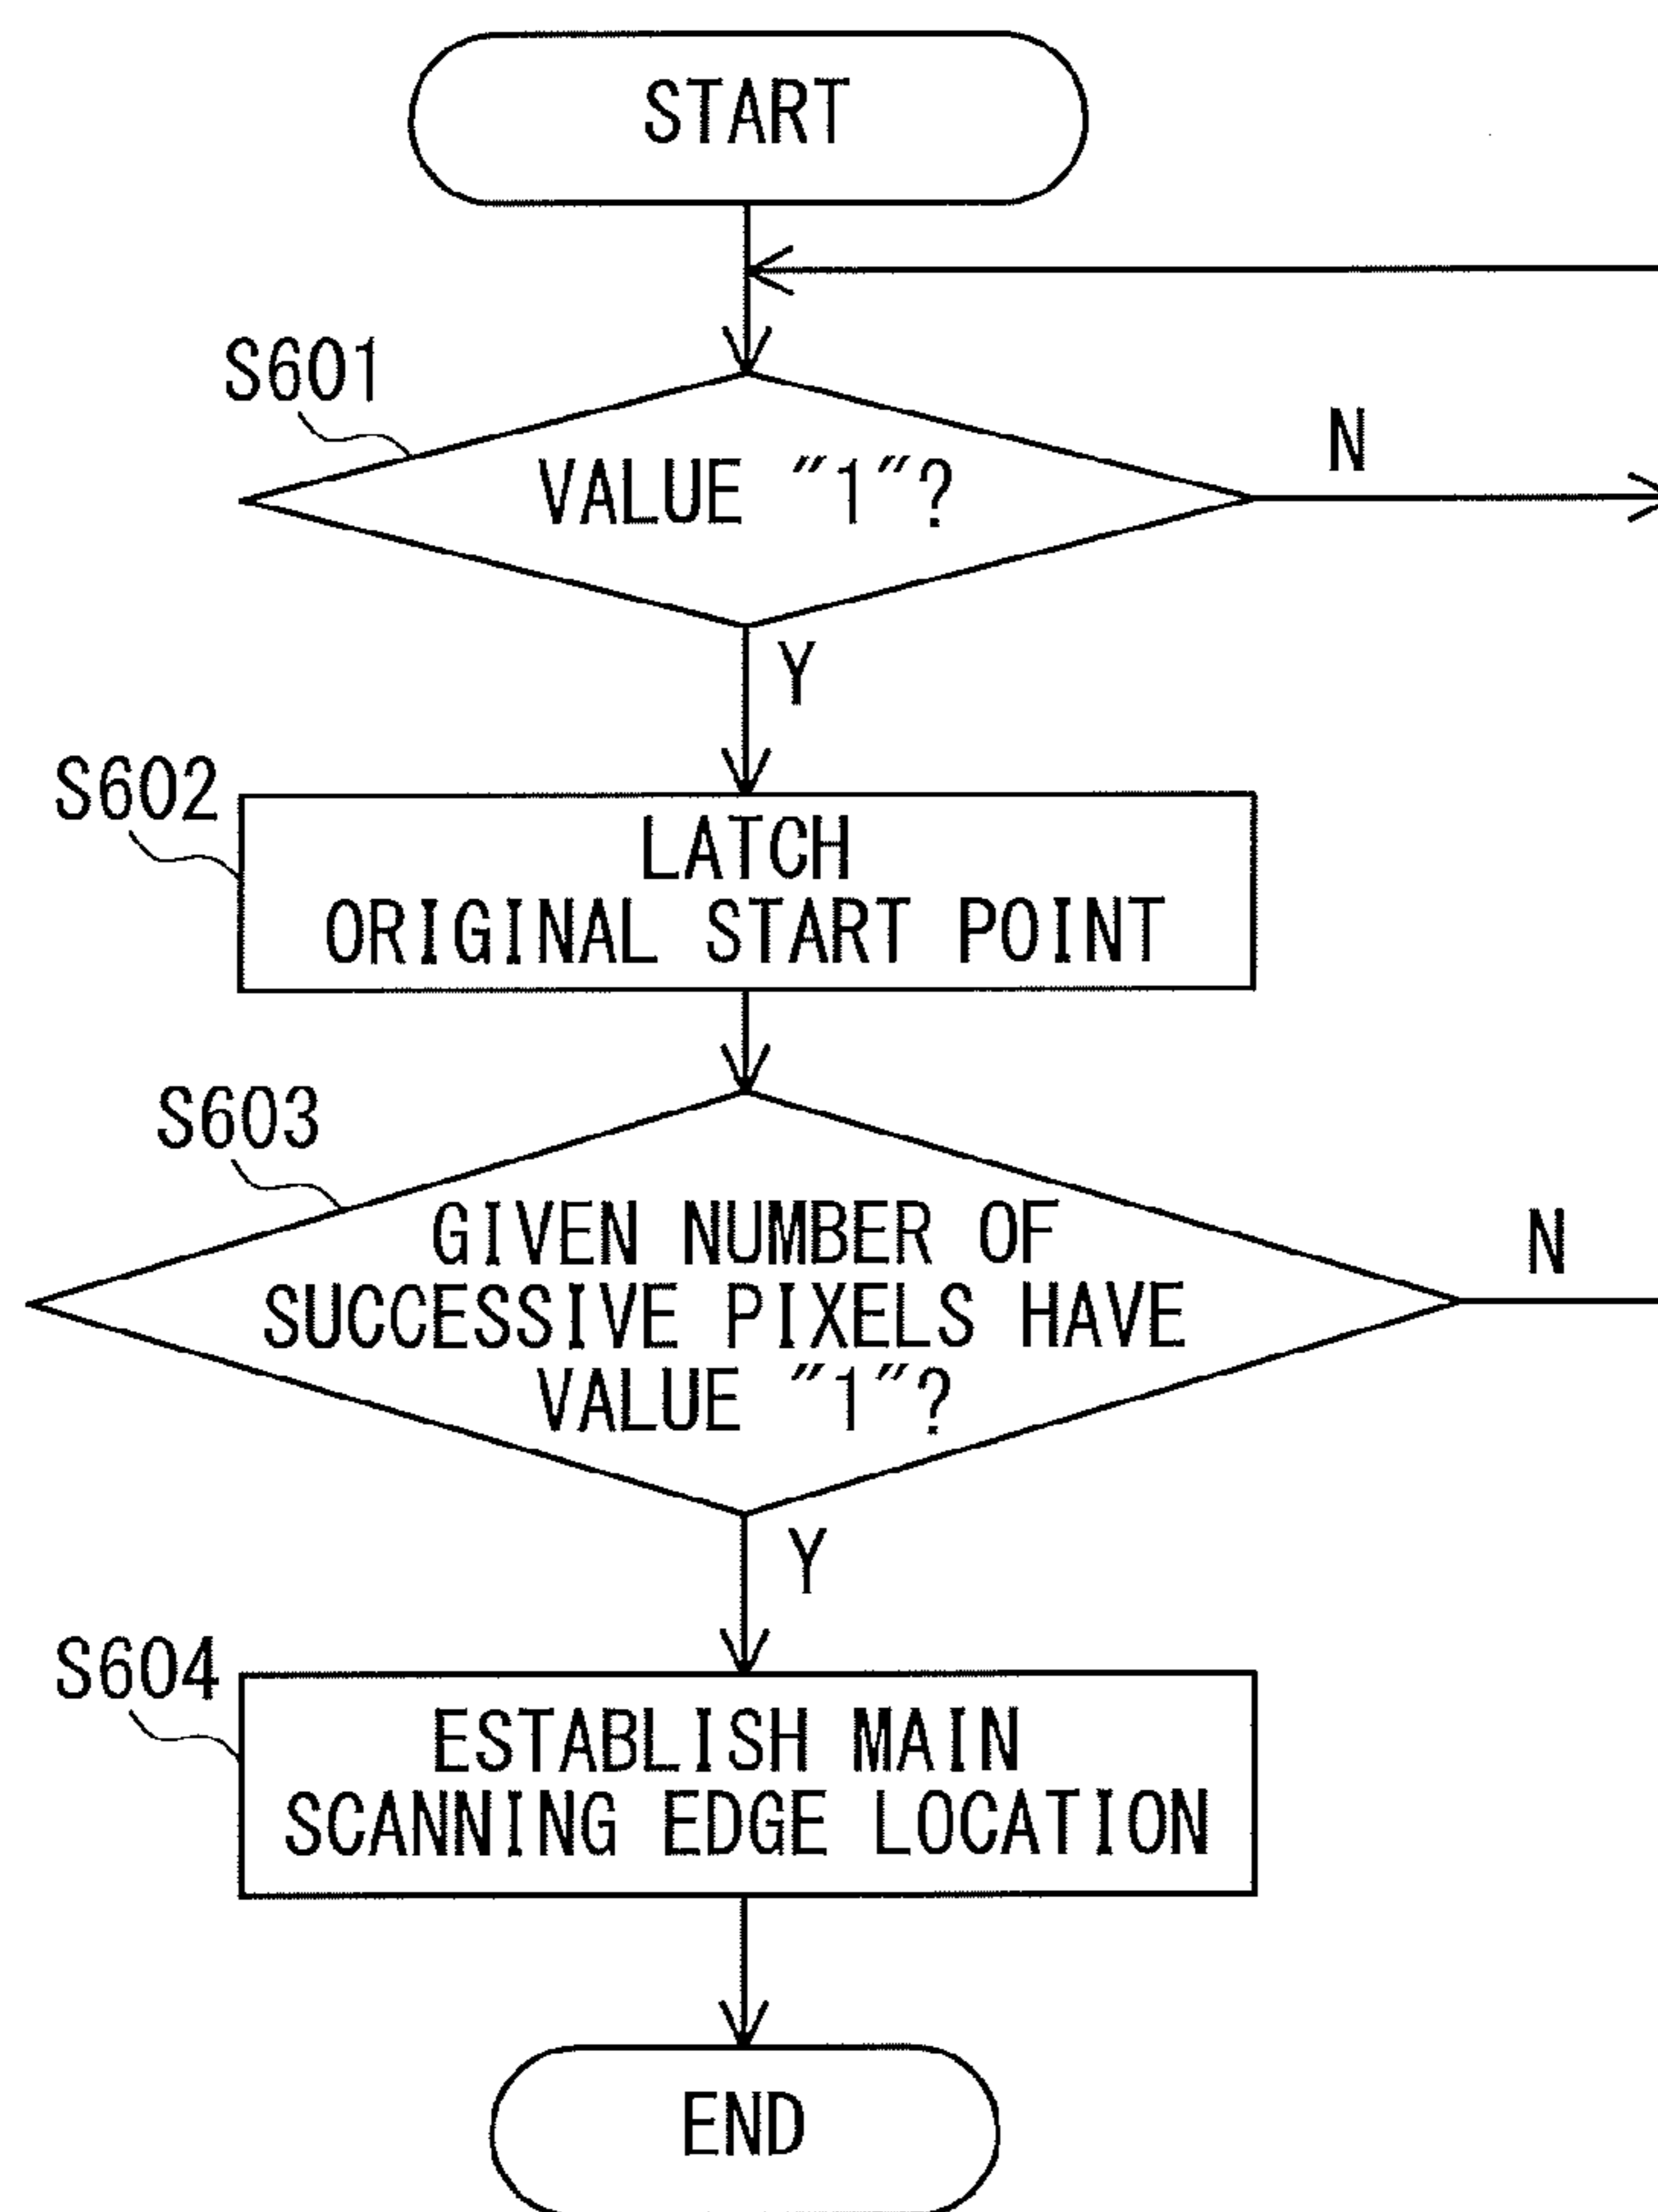 START
S601
VALUE "1"?
N
Y
S602
LATCH
ORIGINAL START POINT
S603
GIVEN NUMBER OF
SUCCESSIVE PIXELS HAVE
VALUE "1"?
N
Y
S604
ESTABLISH MAIN
SCANNING EDGE LOCATION
END